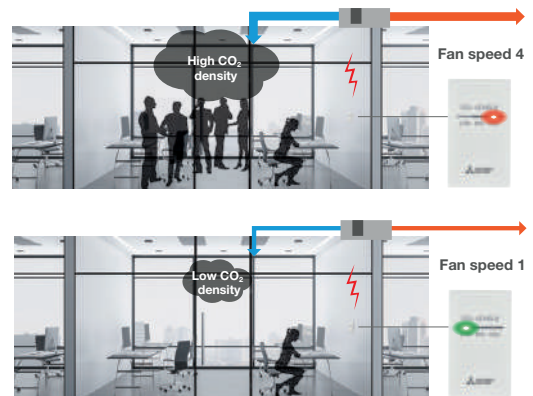 High CO₂
density
Fan speed 4
Low CO₂
density
Fan speed 1